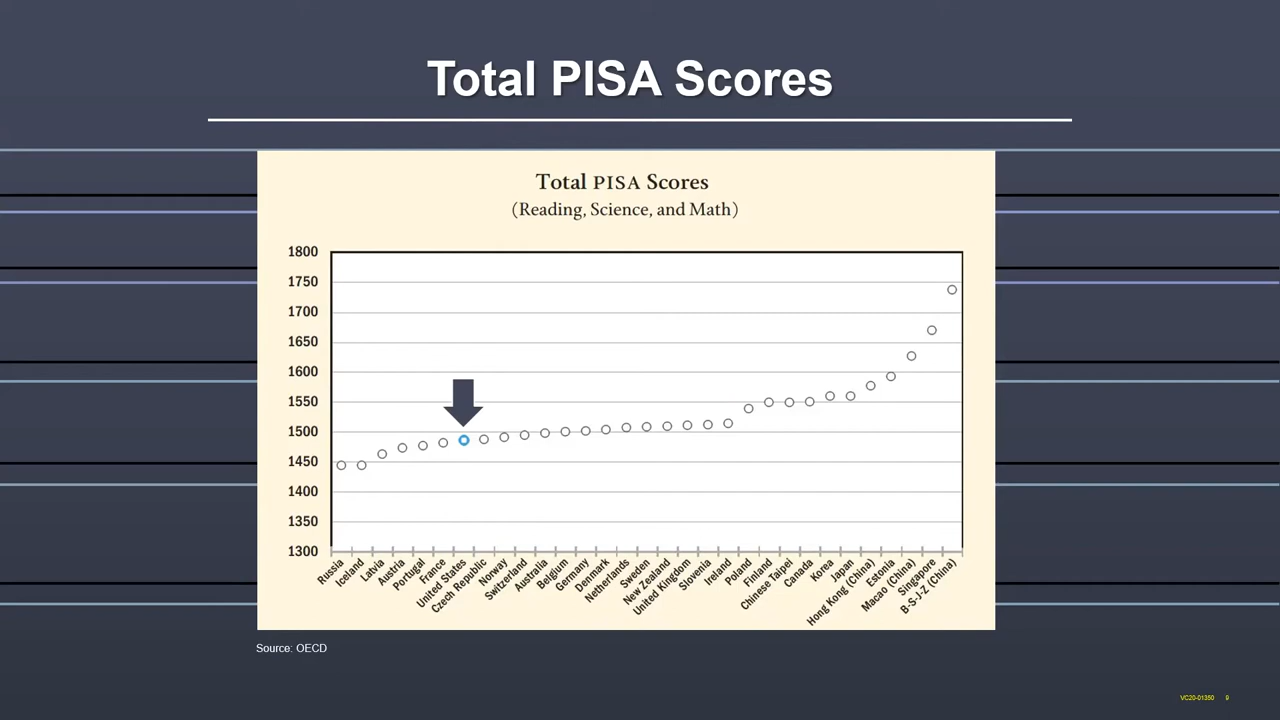 Total PISA Scores
Total PISA Scores
(Reading, Science, and Math)
1800
1750
1700
1650
1600
1550
1500
1450
1400
1350
1300
Russia
Iceland
Latvia
Austria
Portugal
France
United States
Czech Republic
Norway
Switzerland
Australia
Belgium
Germany
Denmark
Netherlands
Sweden
New Zealand
United Kingdom
Slovenia
Ireland
Poland
Finland
Chinese Taipei
Canada
Korea
Japan
Hong Kong (China)
Estonia
Macao (China)
Singapore
B-S-J-Z (China)
Source: OECD
VC20-01350 9